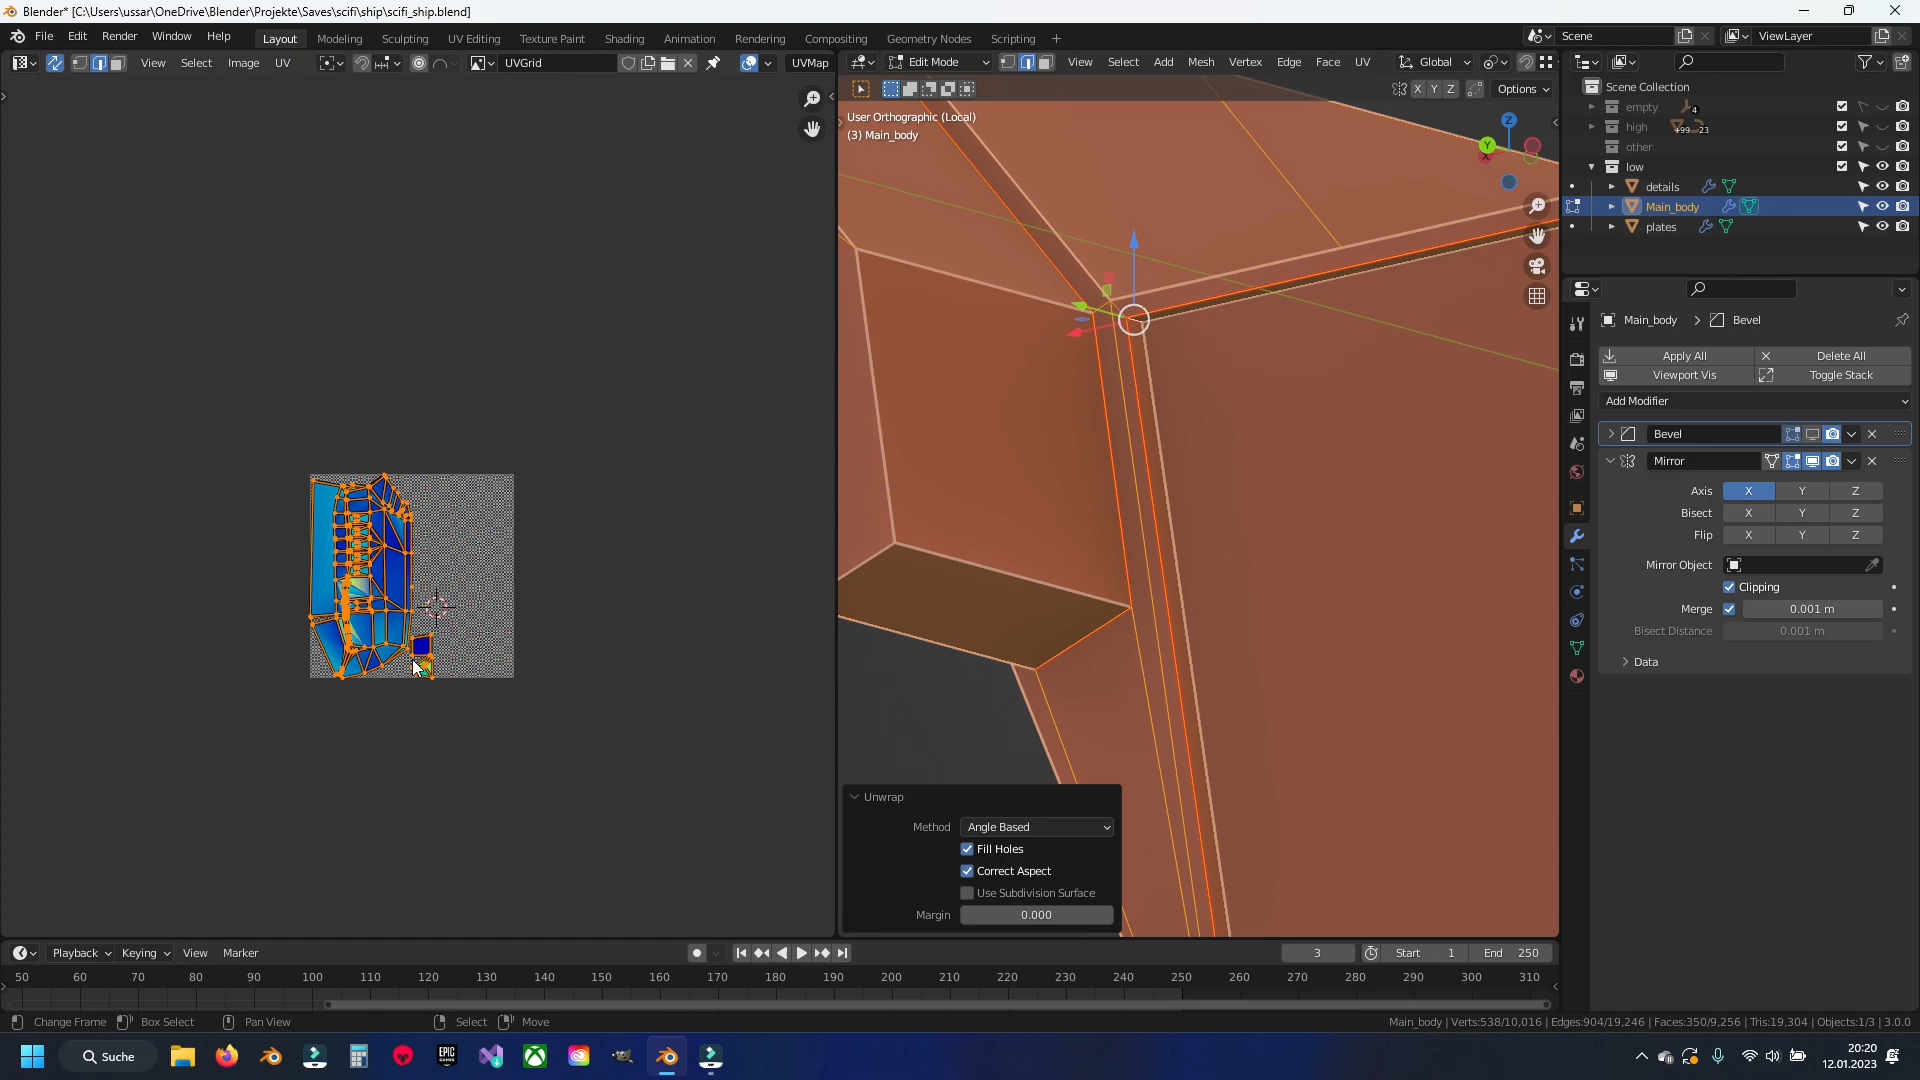 Blender* [C:\Users\ussar\OneDrive\Blender\Projekte\Saves\scifi\ship\scifi_ship.blend]
File Edit Render Window Help Layout Modeling Sculpting UV Editing Texture Paint Shading Animation Rendering Compositing Geometry Nodes Scripting + Scene ViewLayer
View Select Image UV UVGrid UVMap Edit Mode View Select Add Mesh Vertex Edge Face UV Global
X Y Z Options
User Orthographic (Local)
(3) Main_body
Z
Y
X
Scene Collection
empty 4
high +99 23
other
low
details
Main_body
plates
Main_body > Bevel
Apply All Delete All
Viewport Vis Toggle Stack
Add Modifier
Bevel
Mirror
Axis X Y Z
Bisect X Y Z
Flip X Y Z
Mirror Object
Clipping
Merge 0.001 m
Bisect Distance 0.001 m
Data
Unwrap
Method Angle Based
Fill Holes
Correct Aspect
Use Subdivision Surface
Margin 0.000
Playback Keying View Marker 3 Start 1 End 250
50 60 70 80 90 100 110 120 130 140 150 160 170 180 190 200 210 220 230 240 250 260 270 280 290 300 310
Change Frame Box Select Pan View Select Move Main_body | Verts:538/10,016 | Edges:904/19,246 | Faces:350/9,256 | Tris:19,304 | Objects:1/3 | 3.0.0
Suche EPIC GAMES 20:20
12.01.2023